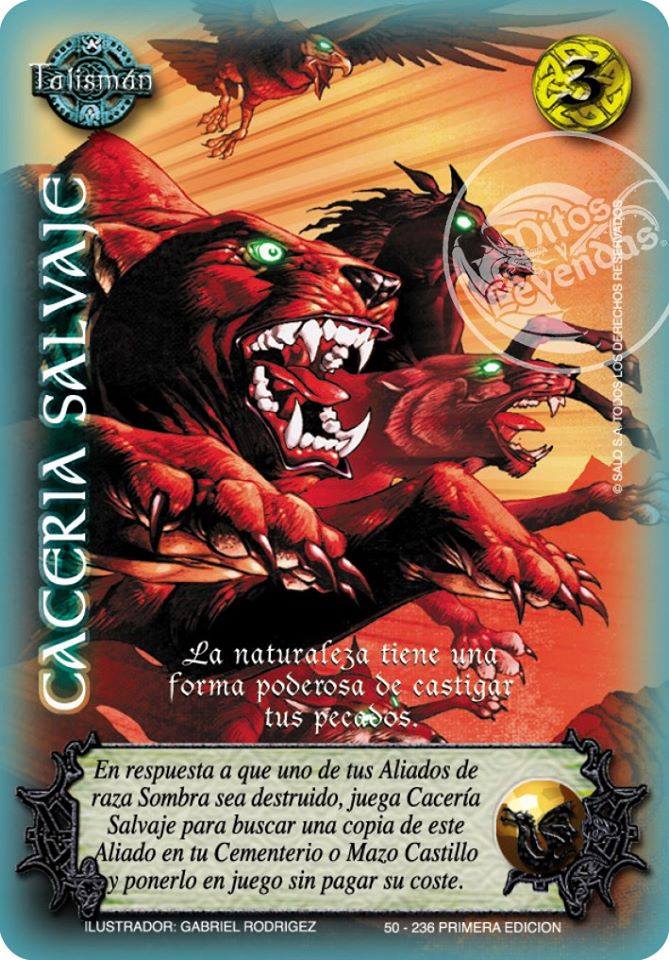 Talismán
3
CACERIA SALVAJE
Mitos
y
Leyendas
© SALO S.A. TODOS LOS DERECHOS RESERVADOS
La naturaleza tiene una
forma poderosa de castigar
tus pecados.
En respuesta a que uno de tus Aliados de
raza Sombra sea destruido, juega Cacería
Salvaje para buscar una copia de este
Aliado en tu Cementerio o Mazo Castillo
y ponerlo en juego sin pagar su coste.
ILUSTRADOR: GABRIEL RODRIGEZ
50 - 236 PRIMERA EDICION